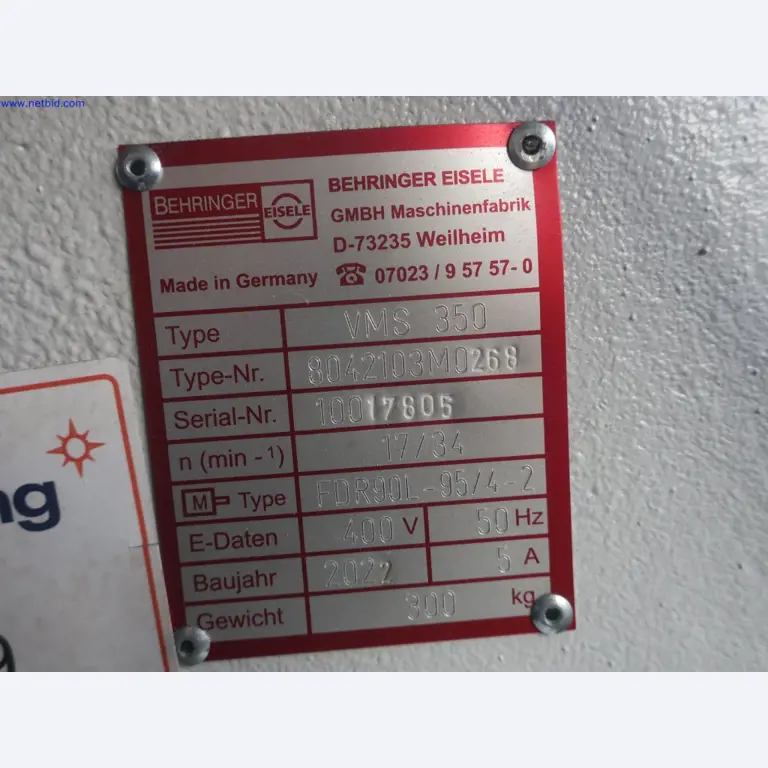 www.netbid.com
BEHRINGER EISELE
BEHRINGER EISELE
GMBH Maschinenfabrik
D-73235 Weilheim
Made in Germany ☎ 07023 / 9 57 57- 0
Type VMS 350
Type-Nr. 8042103M0268
Serial-Nr. 10017805
n (min -¹) 17/34
M Type FDR90L-95/4-2
E-Daten 400 V 50 Hz
Baujahr 2022 5 A
Gewicht 300 kg
ng
9